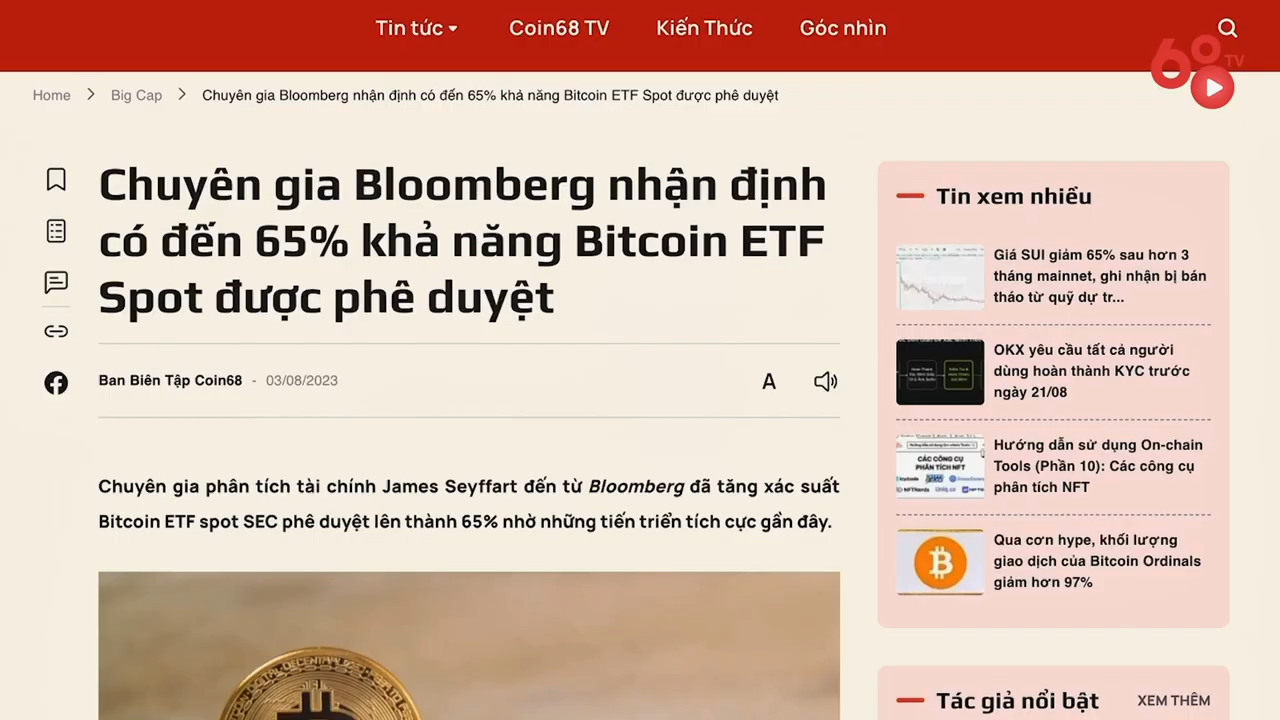 Tin tức
Coin68 TV
Kiến Thức
Góc nhìn
68 TV
Home > Big Cap > Chuyên gia Bloomberg nhận định có đến 65% khả năng Bitcoin ETF Spot được phê duyệt
Chuyên gia Bloomberg nhận định
có đến 65% khả năng Bitcoin ETF
Spot được phê duyệt
Ban Biên Tập Coin68 - 03/08/2023
A
Chuyên gia phân tích tài chính James Seyffart đến từ Bloomberg đã tăng xác suất
Bitcoin ETF spot SEC phê duyệt lên thành 65% nhờ những tiến triển tích cực gần đây.
Tin xem nhiều
Giá SUI giảm 65% sau hơn 3
tháng mainnet, ghi nhận bị bán
tháo từ quỹ dự tr...
OKX yêu cầu tất cả người
dùng hoàn thành KYC trước
ngày 21/08
CÁC CÔNG CỤ
PHÂN TÍCH NFT
Hướng dẫn sử dụng On-chain
Tools (Phần 10): Các công cụ
phân tích NFT
Qua cơn hype, khối lượng
giao dịch của Bitcoin Ordinals
giảm hơn 97%
Tác giả nổi bật
XEM THÊM